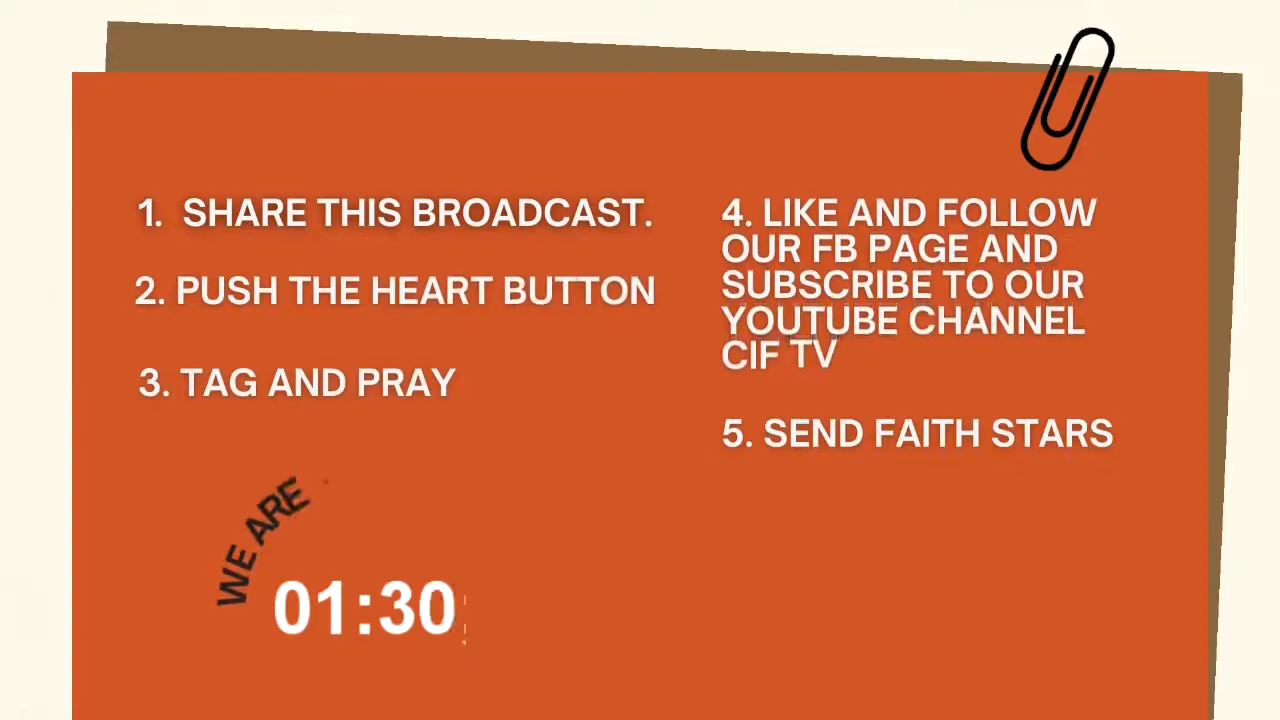 1. SHARE THIS BROADCAST.
2. PUSH THE HEART BUTTON
3. TAG AND PRAY
4. LIKE AND FOLLOW
OUR FB PAGE AND
SUBSCRIBE TO OUR
YOUTUBE CHANNEL
CIF TV
5. SEND FAITH STARS
WE ARE
01:30